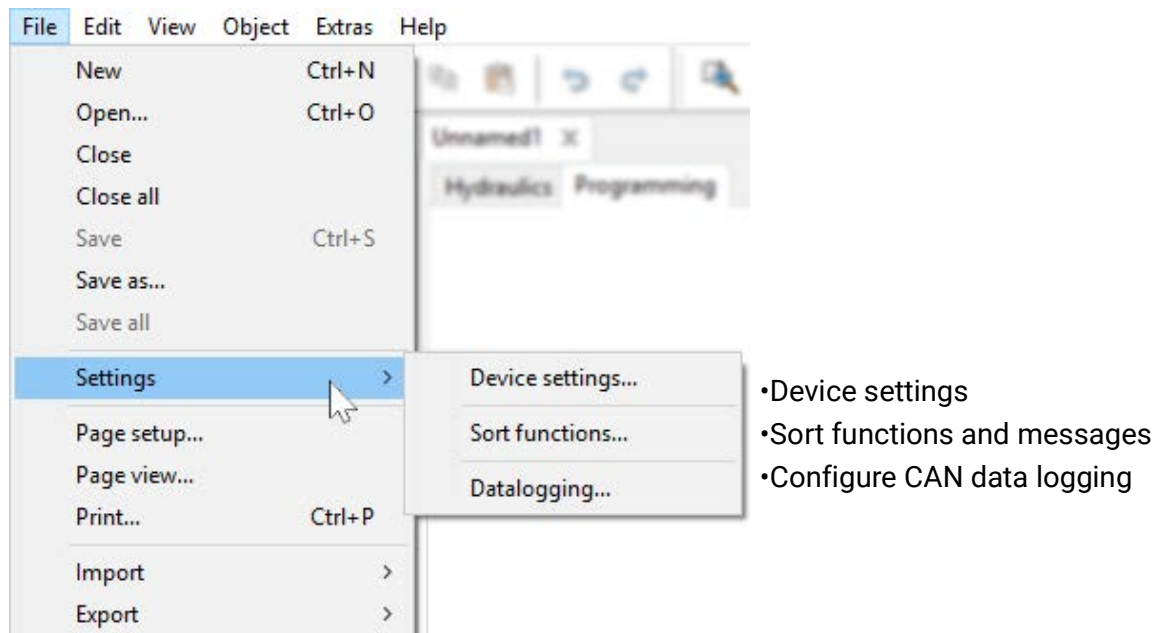 File Edit View Object Extras Help
New Ctrl+N
Open... Ctrl+O
Close
Close all
Save Ctrl+S
Save as...
Save all
Settings >
Page setup...
Page view...
Print... Ctrl+P
Import >
Export >
Unnamed1 X
Hydraulics Programming
Device settings...
Sort functions...
Datalogging...
•Device settings
•Sort functions and messages
•Configure CAN data logging